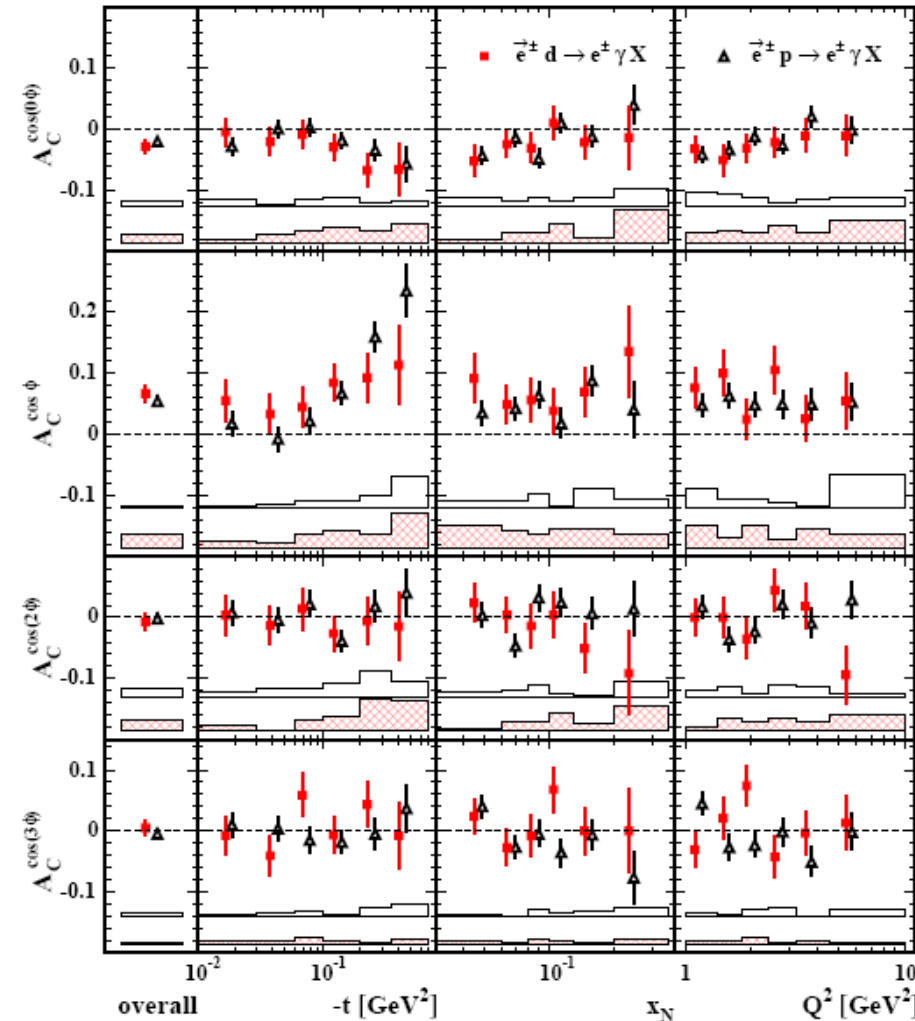 e⃗± d → e± γ X
e⃗± p → e± γ X
A_C^cos(0ϕ)
0.1
0
-0.1
A_C^cos ϕ
0.2
0.1
0
-0.1
A_C^cos(2ϕ)
0
-0.1
A_C^cos(3ϕ)
0.1
0
-0.1
10^-2 10^-1 10^-1 1 10
overall -t [GeV²] x_N Q² [GeV²]